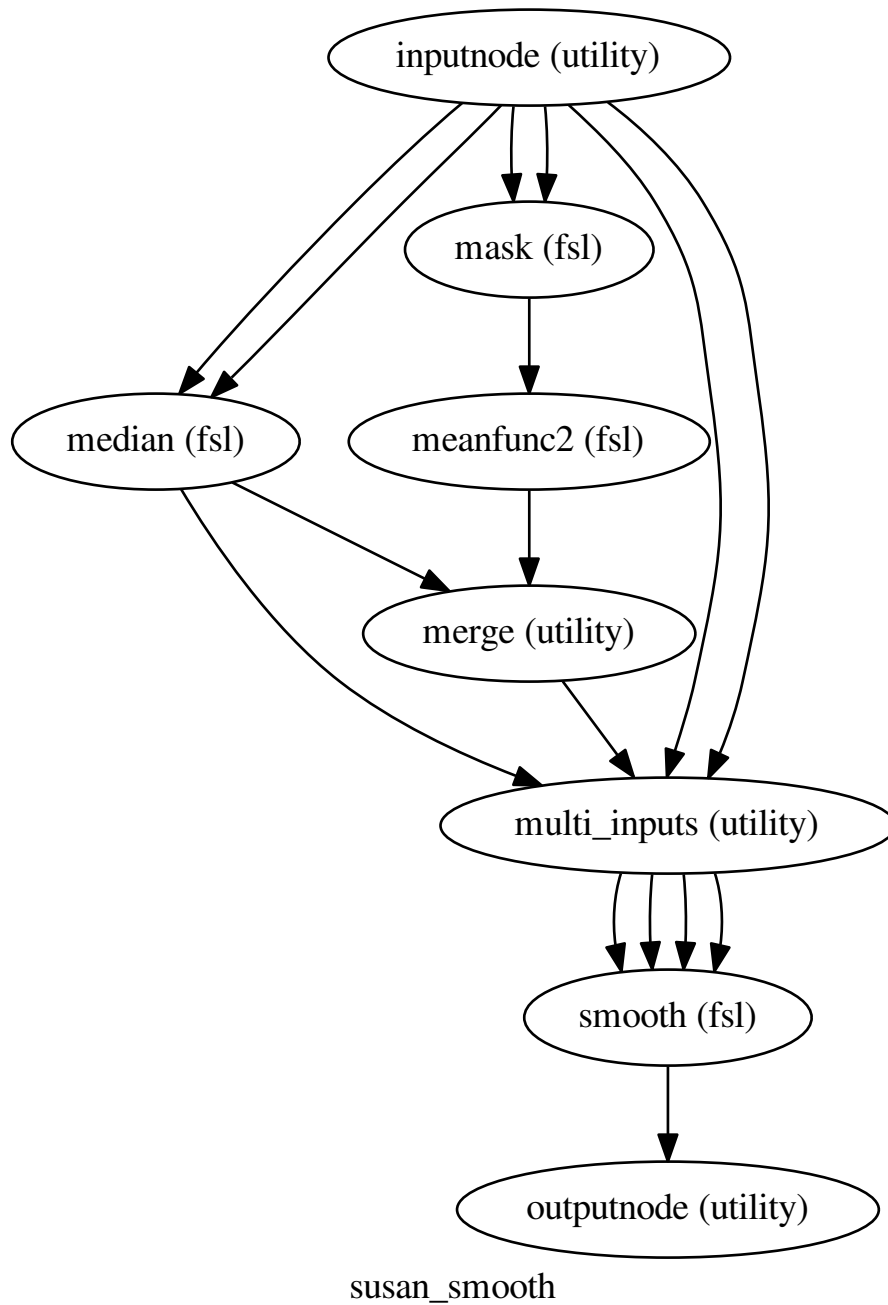 inputnode (utility)
mask (fsl)
median (fsl)
meanfunc2 (fsl)
merge (utility)
multi_inputs (utility)
smooth (fsl)
outputnode (utility)
susan_smooth